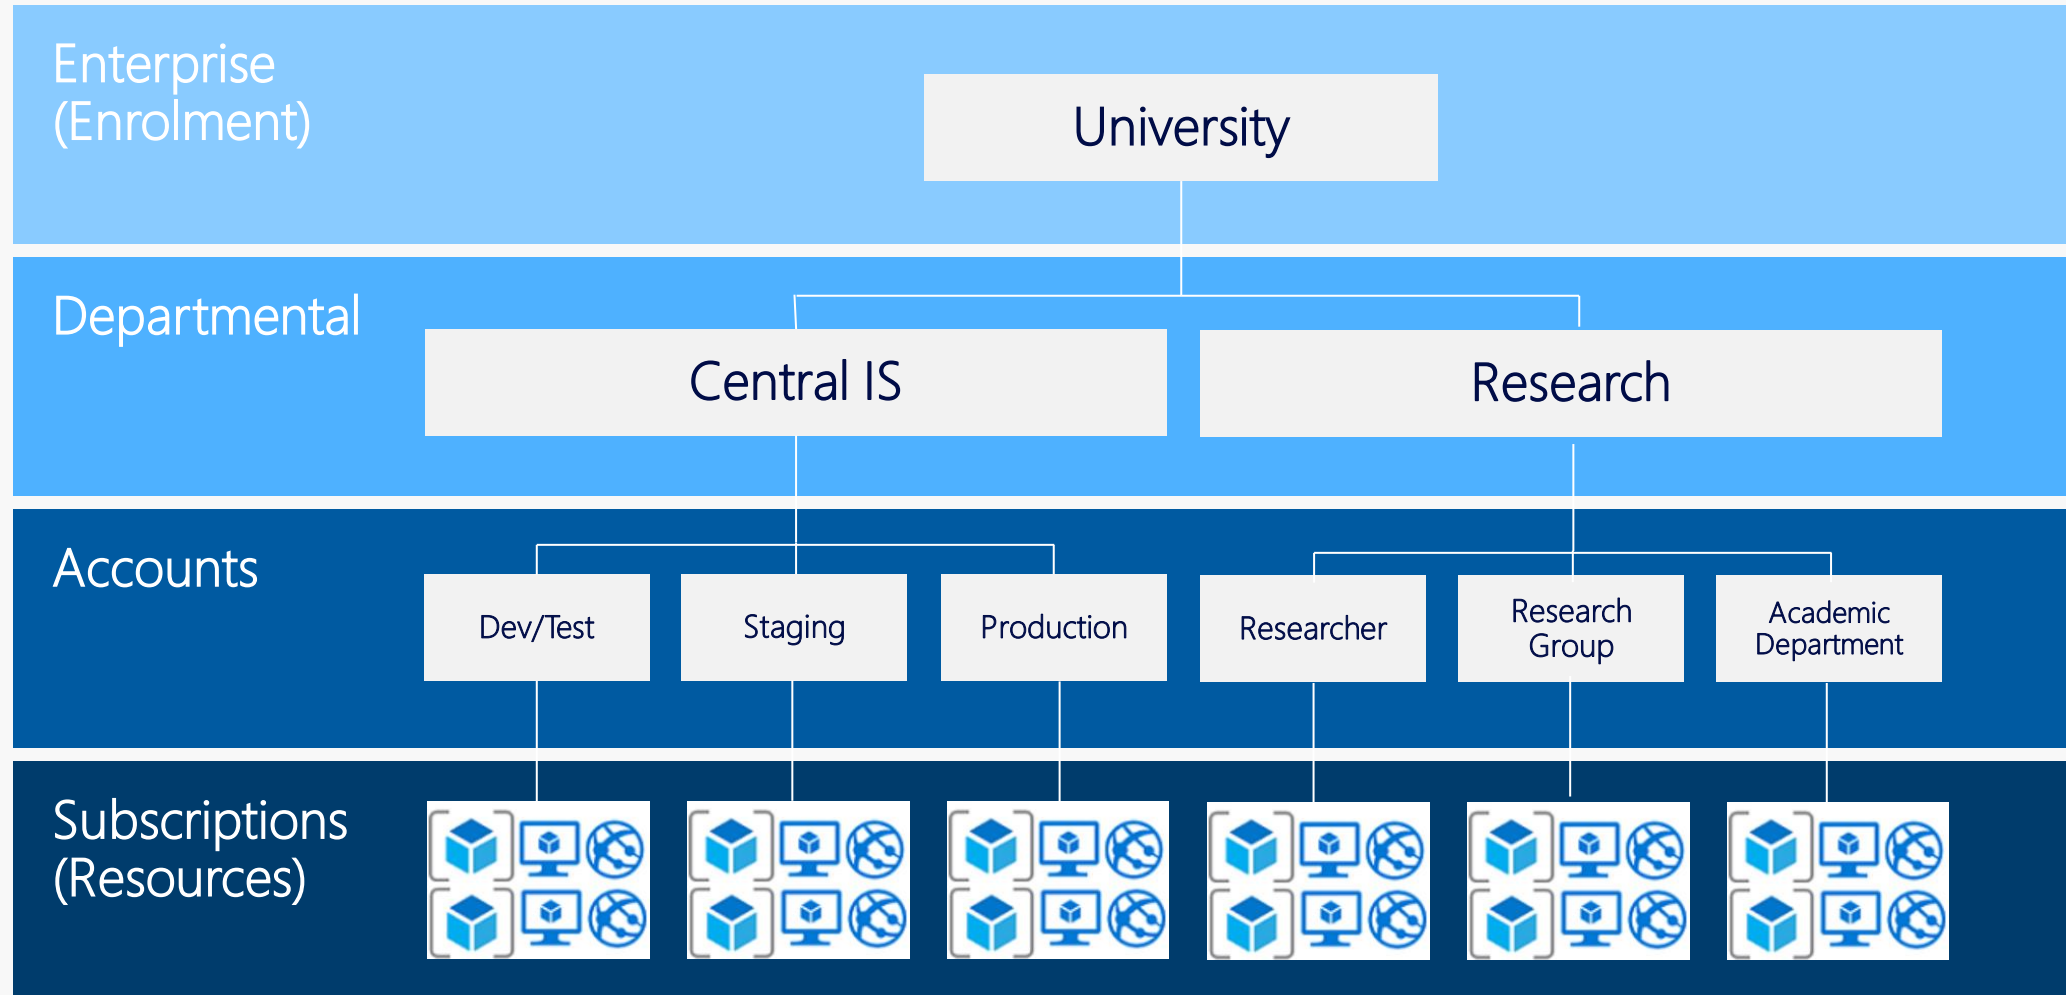 Enterprise
(Enrolment)
University
Departmental
Central IS
Research
Accounts
Dev/Test
Staging
Production
Researcher
Research
Group
Academic
Department
Subscriptions
(Resources)